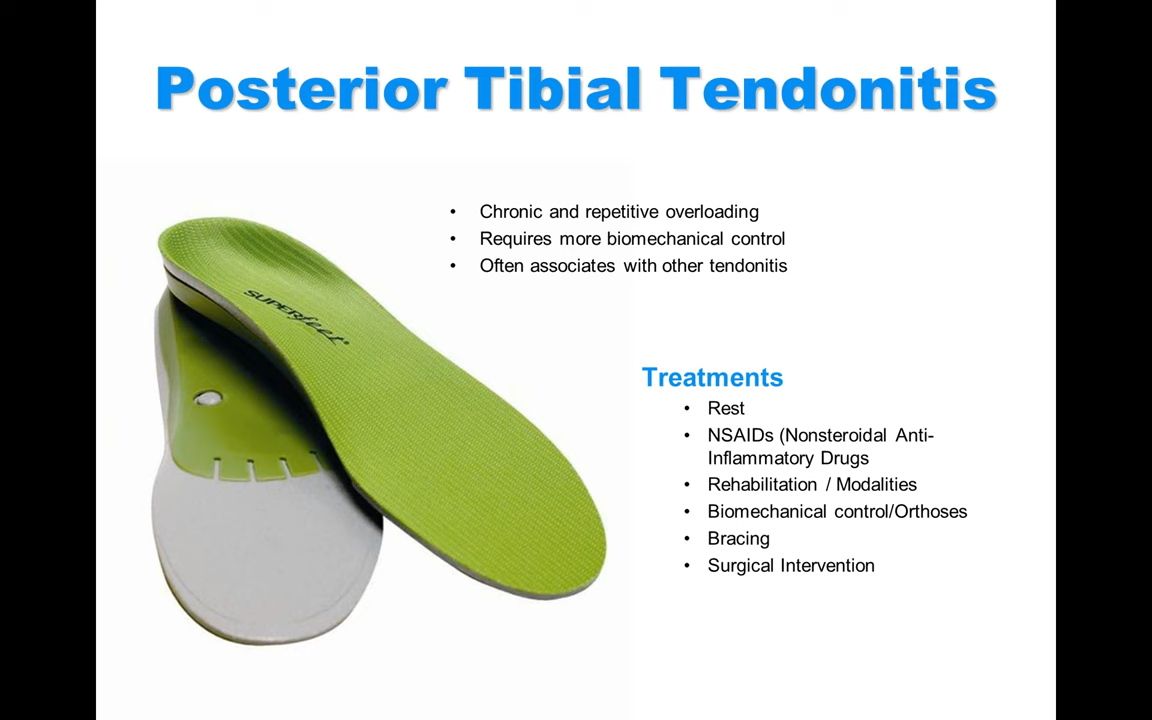 Posterior Tibial Tendonitis
• Chronic and repetitive overloading
• Requires more biomechanical control
• Often associates with other tendonitis
SUPERfeet®
Treatments
• Rest
• NSAIDs (Nonsteroidal Anti-
Inflammatory Drugs
• Rehabilitation / Modalities
• Biomechanical control/Orthoses
• Bracing
• Surgical Intervention